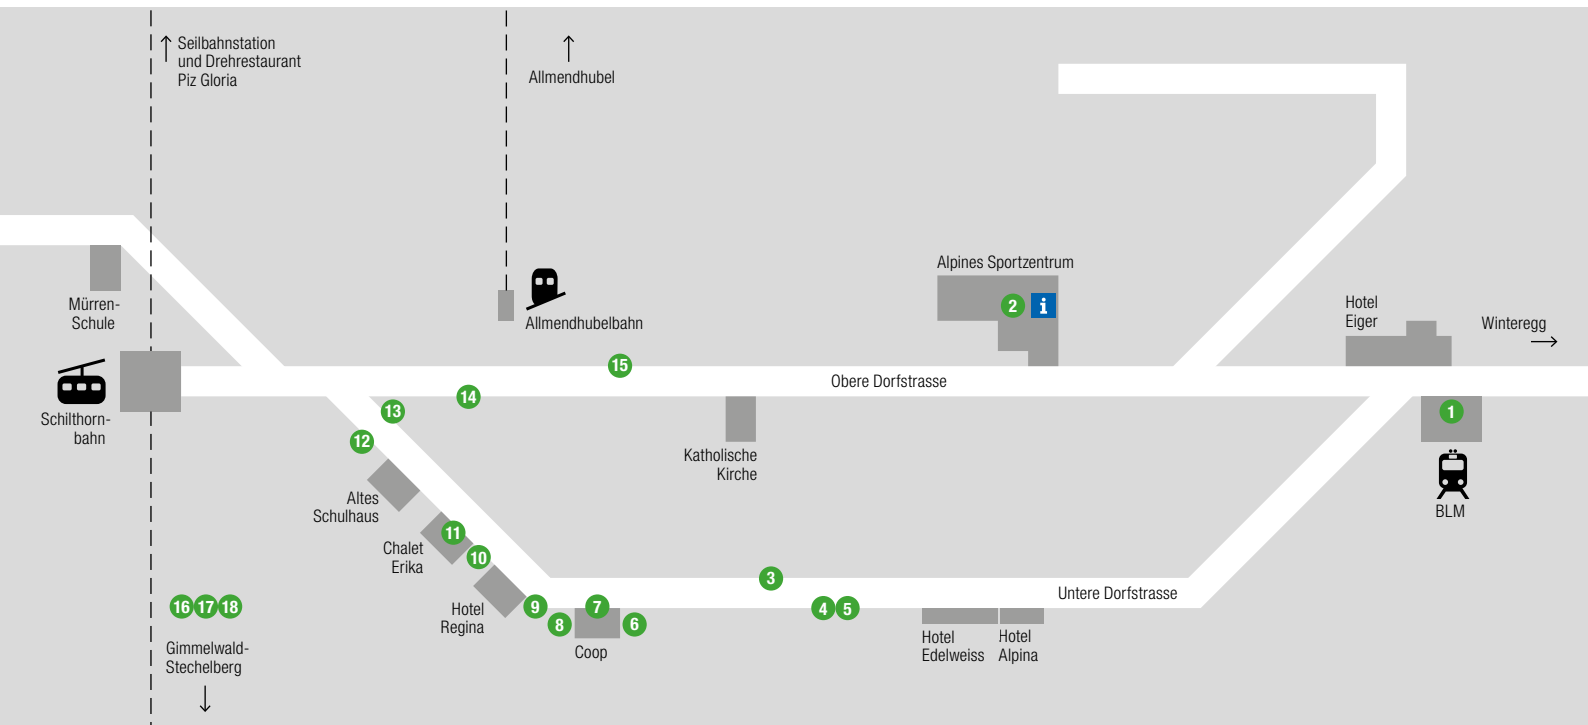 Seilbahnstation
und Drehrestaurant
Piz Gloria
Allmendhubel
Mürren-
Schule
Schilthorn-
bahn
Allmendhubelbahn
Alpines Sportzentrum
2
i
Hotel
Eiger
Winteregg
15
Obere Dorfstrasse
14
13
12
1
BLM
Katholische
Kirche
Altes
Schulhaus
11
Chalet
Erika
10
Hotel
Regina
9
8
7
6
Coop
3
4
5
Untere Dorfstrasse
Hotel
Edelweiss
Hotel
Alpina
16
17
18
Gimmelwald-
Stechelberg